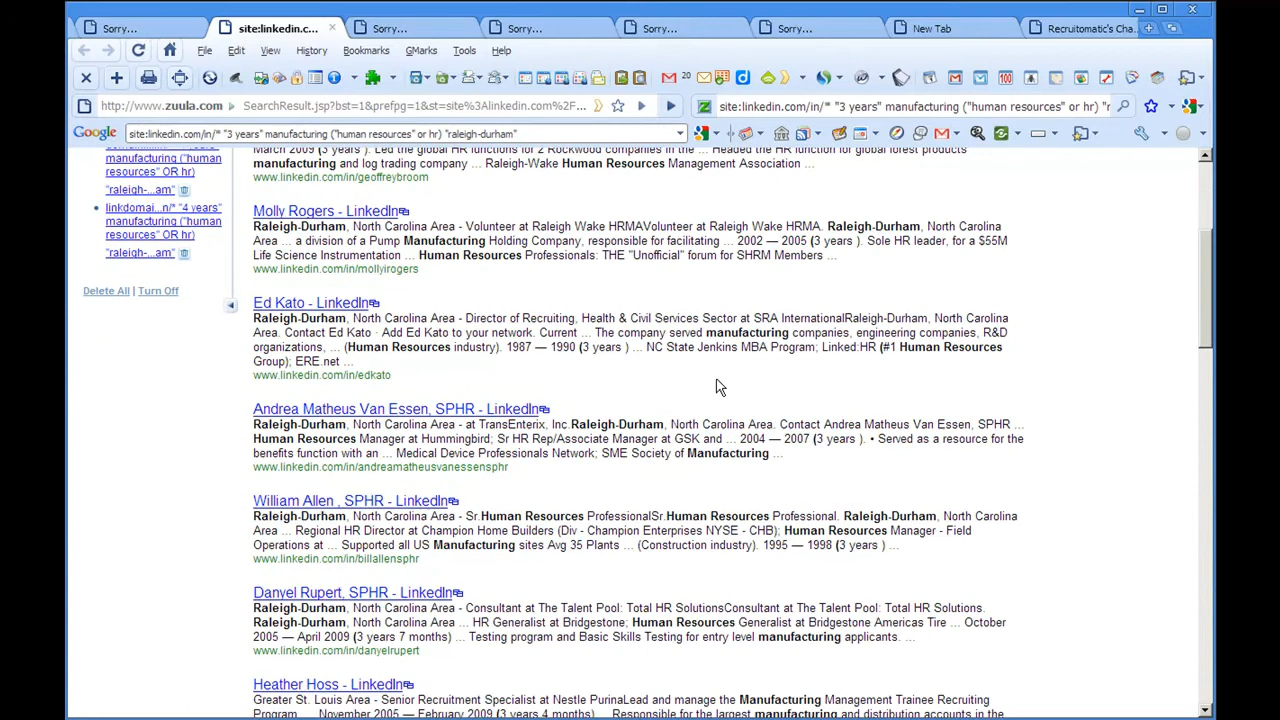 Sorry...
site:linkedin.c...
Sorry...
Sorry...
Sorry...
Sorry...
New Tab
Recruitomatic's Cha...
File Edit View History Bookmarks GMarks Tools Help
20
http://www.zuula.com SearchResult.jsp?bst=1&prefpg=1&st=site%3Alinkedin.com%2F...
site:linkedin.com/in/* "3 years" manufacturing ("human resources" or hr) "r
Google site:linkedin.com/in/* "3 years" manufacturing ("human resources" or hr) "raleigh-durham"
manufacturing ("human
resources" OR hr)
"raleigh-...am"
linkdomai...n/* "4 years"
manufacturing ("human
resources" OR hr)
"raleigh-...am"
Delete All | Turn Off
March 2009 (3 years ). Led the global HR functions for 2 Rockwood companies in the ... Headed the HR function for global forest products
manufacturing and log trading company ... Raleigh-Wake Human Resources Management Association ...
www.linkedin.com/in/geoffreybroom
Molly Rogers - LinkedIn
Raleigh-Durham, North Carolina Area - Volunteer at Raleigh Wake HRMAVolunteer at Raleigh Wake HRMA. Raleigh-Durham, North Carolina
Area ... a division of a Pump Manufacturing Holding Company, responsible for facilitating ... 2002 — 2005 (3 years ). Sole HR leader, for a $55M
Life Science Instrumentation ... Human Resources Professionals: THE "Unofficial" forum for SHRM Members ...
www.linkedin.com/in/mollyirogers
Ed Kato - LinkedIn
Raleigh-Durham, North Carolina Area - Director of Recruiting, Health & Civil Services Sector at SRA InternationalRaleigh-Durham, North Carolina
Area. Contact Ed Kato · Add Ed Kato to your network. Current ... The company served manufacturing companies, engineering companies, R&D
organizations, ... (Human Resources industry). 1987 — 1990 (3 years ) ... NC State Jenkins MBA Program; Linked:HR (#1 Human Resources
Group); ERE.net ...
www.linkedin.com/in/edkato
Andrea Matheus Van Essen, SPHR - LinkedIn
Raleigh-Durham, North Carolina Area - at TransEnterix, Inc.Raleigh-Durham, North Carolina Area. Contact Andrea Matheus Van Essen, SPHR ...
Human Resources Manager at Hummingbird; Sr HR Rep/Associate Manager at GSK and ... 2004 — 2007 (3 years ). • Served as a resource for the
benefits function with an ... Medical Device Professionals Network; SME Society of Manufacturing ...
www.linkedin.com/in/andreamatheusvanessensphr
William Allen , SPHR - LinkedIn
Raleigh-Durham, North Carolina Area - Sr.Human Resources ProfessionalSr.Human Resources Professional. Raleigh-Durham, North Carolina
Area ... Regional HR Director at Champion Home Builders (Div - Champion Enterprises NYSE - CHB); Human Resources Manager - Field
Operations at ... Supported all US Manufacturing sites Avg 35 Plants ... (Construction industry). 1995 — 1998 (3 years ) ...
www.linkedin.com/in/billallensphr
Danyel Rupert, SPHR - LinkedIn
Raleigh-Durham, North Carolina Area - Consultant at The Talent Pool: Total HR SolutionsConsultant at The Talent Pool: Total HR Solutions.
Raleigh-Durham, North Carolina Area ... HR Generalist at Bridgestone; Human Resources Generalist at Bridgestone Americas Tire ... October
2005 — April 2009 (3 years 7 months) ... Testing program and Basic Skills Testing for entry level manufacturing applicants. ...
www.linkedin.com/in/danyelrupert
Heather Hoss - LinkedIn
Greater St. Louis Area - Senior Recruitment Specialist at Nestle PurinaLead and manage the Manufacturing Management Trainee Recruiting
Program ... November 2005 — February 2009 (3 years 4 months) ... Responsible for the largest manufacturing and distribution accounts in the